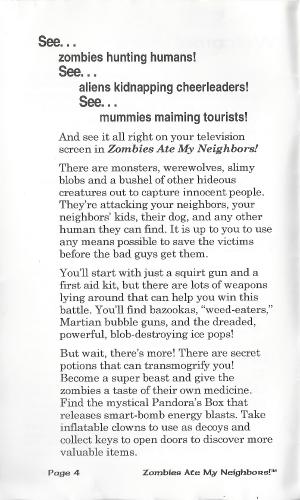 See. . .
zombies hunting humans!
See. . .
aliens kidnapping cheerleaders!
See. . .
mummies maiming tourists!
And see it all right on your television
screen in Zombies Ate My Neighbors!
There are monsters, werewolves, slimy
blobs and a bushel of other hideous
creatures out to capture innocent people.
They're attacking your neighbors, your
neighbors' kids, their dog, and any other
human they can find. It is up to you to use
any means possible to save the victims
before the bad guys get them.
You'll start with just a squirt gun and a
first aid kit, but there are lots of weapons
lying around that can help you win this
battle. You'll find bazookas, “weed-eaters,”
Martian bubble guns, and the dreaded,
powerful, blob-destroying ice pops!
But wait, there's more! There are secret
potions that can transmogrify you!
Become a super beast and give the
zombies a taste of their own medicine.
Find the mystical Pandora's Box that
releases smart-bomb energy blasts. Take
inflatable clowns to use as decoys and
collect keys to open doors to discover more
valuable items.
Page 4 Zombies Ate My Neighbors!™